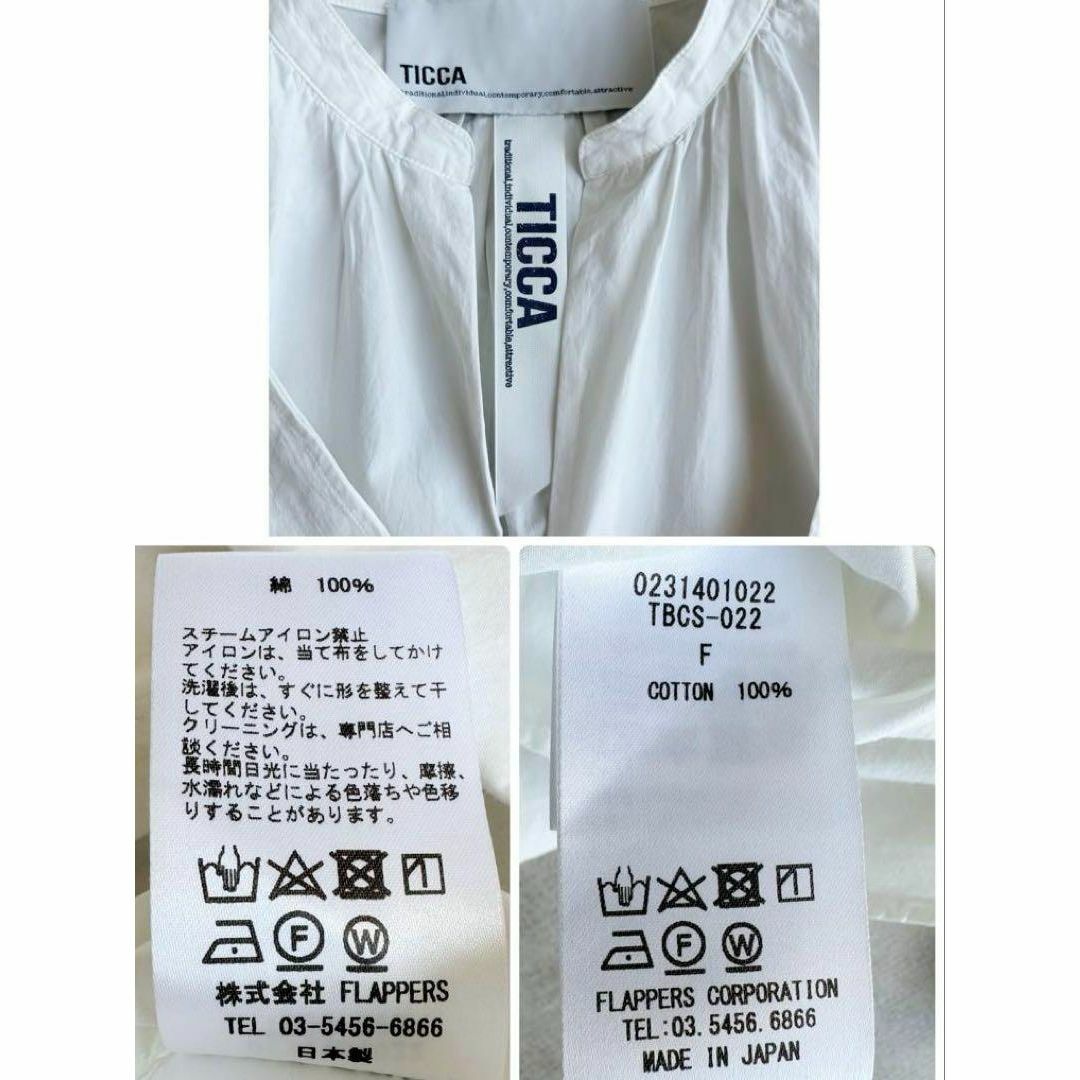 TICCA
traditional,individual,contemporary,comfortable,attractive
TICCA
traditional,individual,contemporary,comfortable,attractive
綿 100%
スチームアイロン禁止
アイロンは、当て布をしてかけ
てください。
洗濯後は、すぐに形を整えて干
してください。
クリーニングは、専門店へご相
談ください。
長時間日光に当たったり、摩擦、
水濡れなどによる色落ちや色移
りすることがあります。
F W
株式会社 FLAPPERS
TEL 03-5456-6866
日本製
0231401022
TBCS-022
F
COTTON 100%
F W
FLAPPERS CORPORATION
TEL:03.5456.6866
MADE IN JAPAN